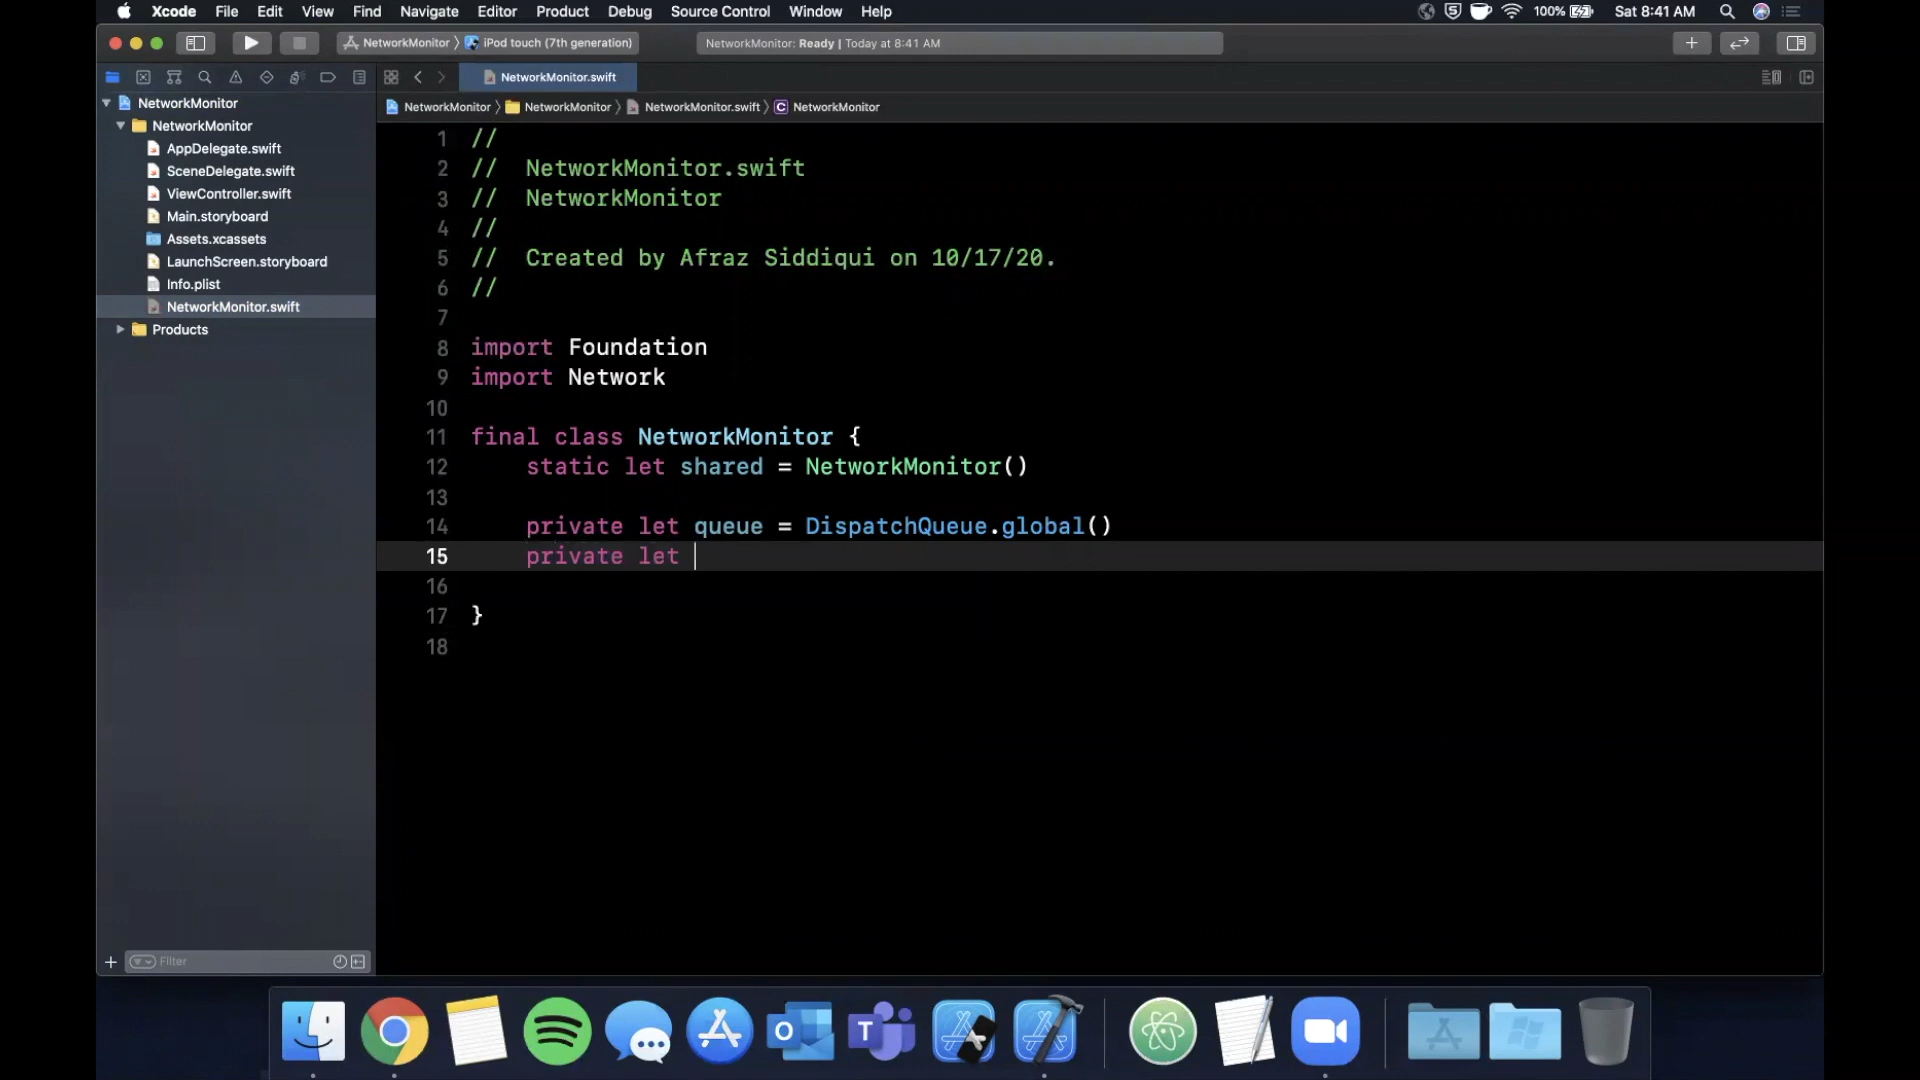 Xcode File Edit View Find Navigate Editor Product Debug Source Control Window Help 100% Sat 8:41 AM
NetworkMonitor iPod touch (7th generation) NetworkMonitor: Ready | Today at 8:41 AM
NetworkMonitor.swift
NetworkMonitor NetworkMonitor NetworkMonitor.swift C NetworkMonitor
NetworkMonitor
NetworkMonitor
AppDelegate.swift
SceneDelegate.swift
ViewController.swift
Main.storyboard
Assets.xcassets
LaunchScreen.storyboard
Info.plist
NetworkMonitor.swift
Products
1 //
2 //  NetworkMonitor.swift
3 //  NetworkMonitor
4 //
5 //  Created by Afraz Siddiqui on 10/17/20.
6 //
7
8 import Foundation
9 import Network
10
11 final class NetworkMonitor {
12     static let shared = NetworkMonitor()
13
14     private let queue = DispatchQueue.global()
15     private let
16
17 }
18
Filter